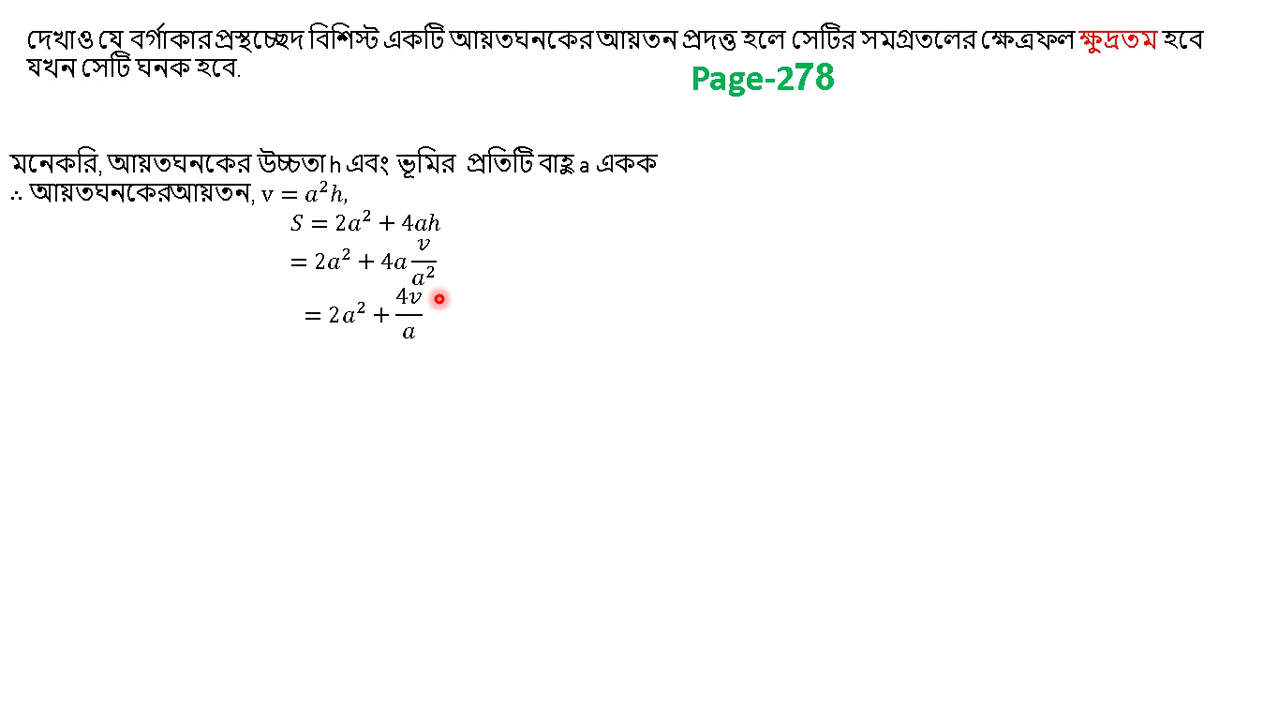 দেখাও যে বর্গাকার প্রস্থচ্ছেদ বিশিস্ট একটি আয়তঘনকের আয়তন প্রদত্ত হলে সেটির সমগ্রতলের ক্ষেত্রফল ক্ষুদ্রতম হবে
যখন সেটি ঘনক হবে.
Page-278
মনেকরি, আয়তঘনকের উচ্চতা h এবং ভূমির প্রতিটি বাহু a একক
∴ আয়তঘনকেরআয়তন, v = a²h,
S = 2a² + 4ah
= 2a² + 4a v/a²
= 2a² + 4v/a